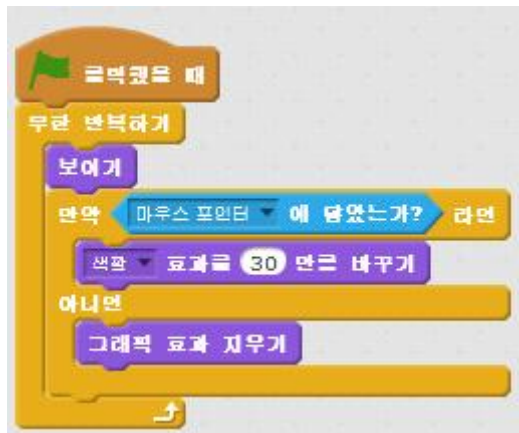 클릭했을 때
무한 반복하기
보이기
만약 마우스 포인터 에 닿았는가? 라면
색깔 효과를 30 만큼 바꾸기
아니면
그래픽 효과 지우기